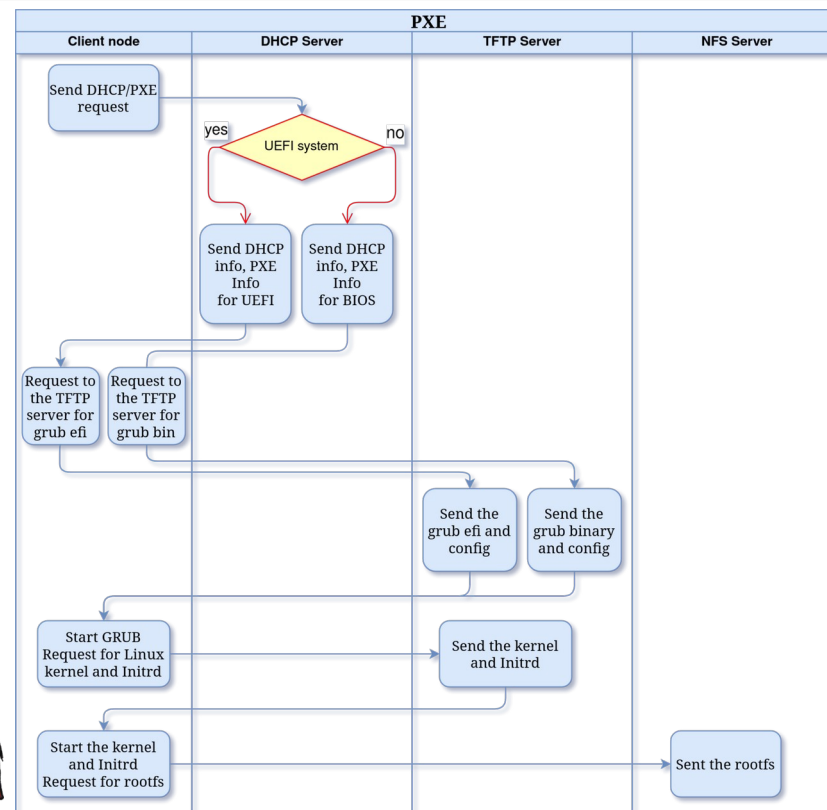 PXE
Client node
DHCP Server
TFTP Server
NFS Server
Send DHCP/PXE
request
yes
UEFI system
no
Send DHCP
info, PXE
Info
for UEFI
Send DHCP
info, PXE
Info
for BIOS
Request to
the TFTP
server for
grub efi
Request to
the TFTP
server for
grub bin
Send the
grub efi and
config
Send the
grub binary
and config
Start GRUB
Request for Linux
kernel and Initrd
Send the kernel
and Initrd
Start the kernel
and Initrd
Request for rootfs
Sent the rootfs